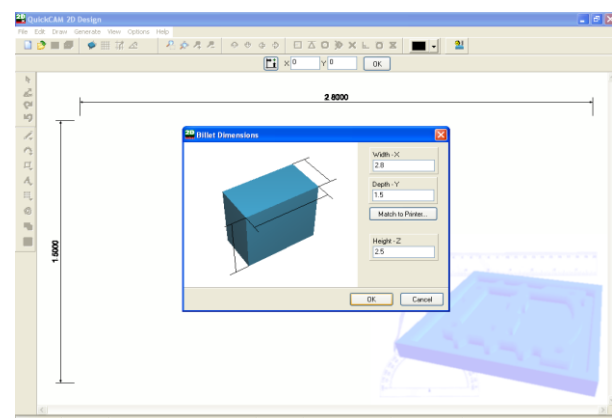 QuickCAM 2D Design
File Edit Draw Generate View Options Help
X 0 Y 0 OK
2.8000
Billet Dimensions
Width - X
2.8
Depth - Y
1.5
Match to Printer...
Height - Z
2.5
OK Cancel
1.5000